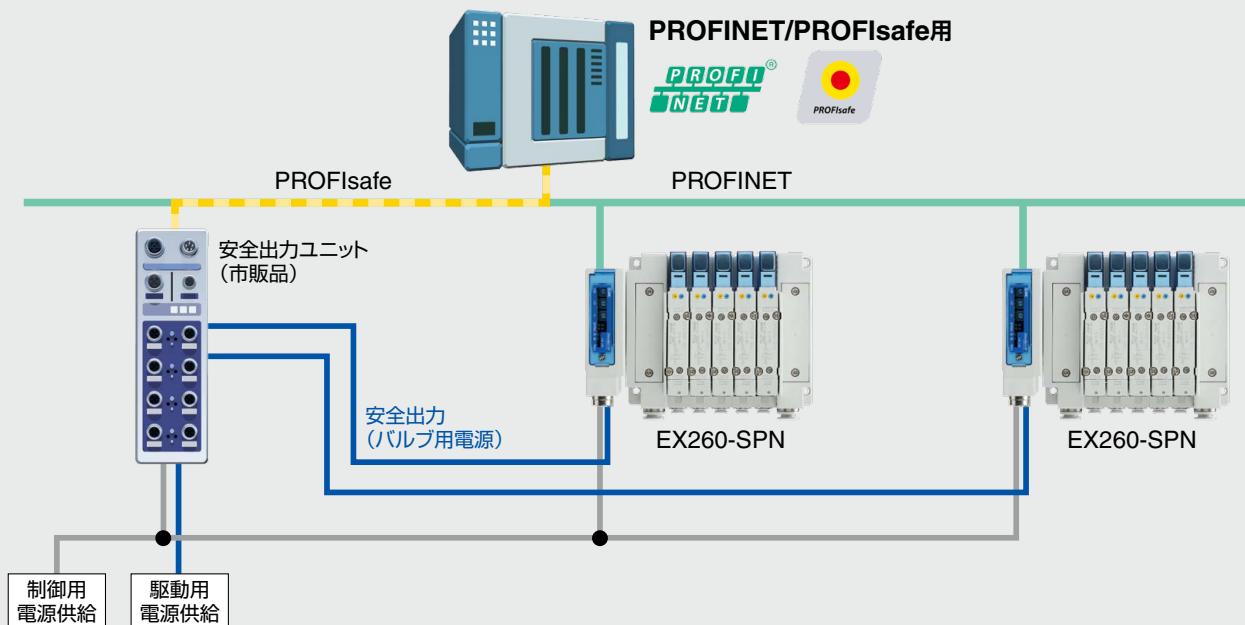 PROFINET/PROFIsafe用
PROFI
NET
®
PROFIsafe
PROFIsafe
PROFINET
安全出力ユニット
（市販品）
安全出力
（バルブ用電源）
EX260-SPN
EX260-SPN
制御用
電源供給
駆動用
電源供給